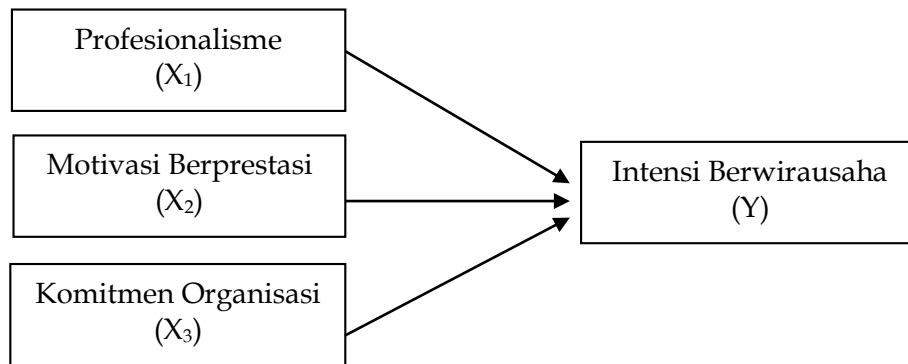 Profesionalisme
(X₁)
Motivasi Berprestasi
(X₂)
Komitmen Organisasi
(X₃)
Intensi Berwirausaha
(Y)